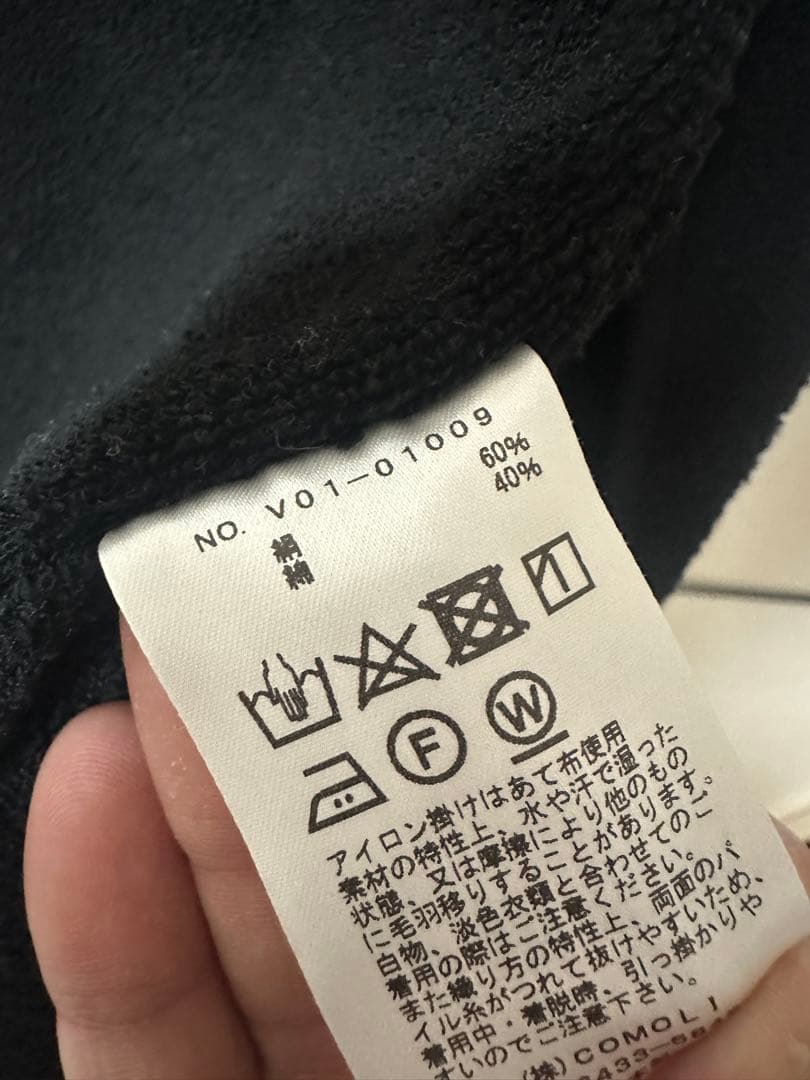 NO. V01-01009
絹 60%
綿 40%
F
W
アイロン掛けはあて布使用
素材の特性上、水や汗で湿った
状態、又は摩擦により他のもの
に毛羽移りすることがあります。
白物、淡色衣類と合わせてのご
着用の際はご注意ください。
また織り方の特性上、両面のパ
イル糸がつれて抜けやすいため、
着用中・着脱時、引っ掛かりや
すいのでご注意下さい。
(株)COMOLI